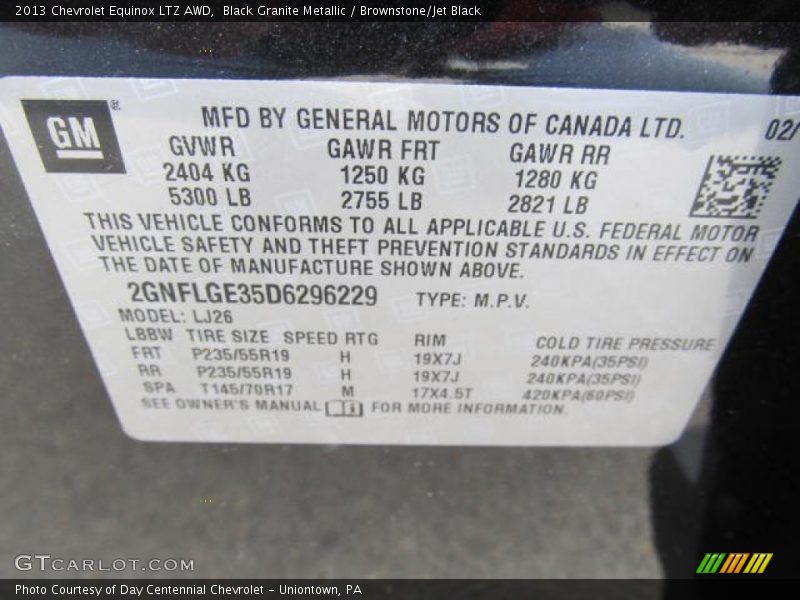 2013 Chevrolet Equinox LTZ AWD, Black Granite Metallic / Brownstone/Jet Black
GM ®
MFD BY GENERAL MOTORS OF CANADA LTD. 02/
GVWR GAWR FRT GAWR RR
2404 KG 1250 KG 1280 KG
5300 LB 2755 LB 2821 LB
THIS VEHICLE CONFORMS TO ALL APPLICABLE U.S. FEDERAL MOTOR
VEHICLE SAFETY AND THEFT PREVENTION STANDARDS IN EFFECT ON
THE DATE OF MANUFACTURE SHOWN ABOVE.
2GNFLGE35D6296229 TYPE: M.P.V.
MODEL: LJ26
LBBW TIRE SIZE SPEED RTG RIM COLD TIRE PRESSURE
FRT P235/55R19 H 19X7J 240KPA(35PSI)
RR P235/55R19 H 19X7J 240KPA(35PSI)
SPA T145/70R17 M 17X4.5T 420KPA(60PSI)
SEE OWNER'S MANUAL FOR MORE INFORMATION.
GTCARLOT.COM
Photo Courtesy of Day Centennial Chevrolet - Uniontown, PA